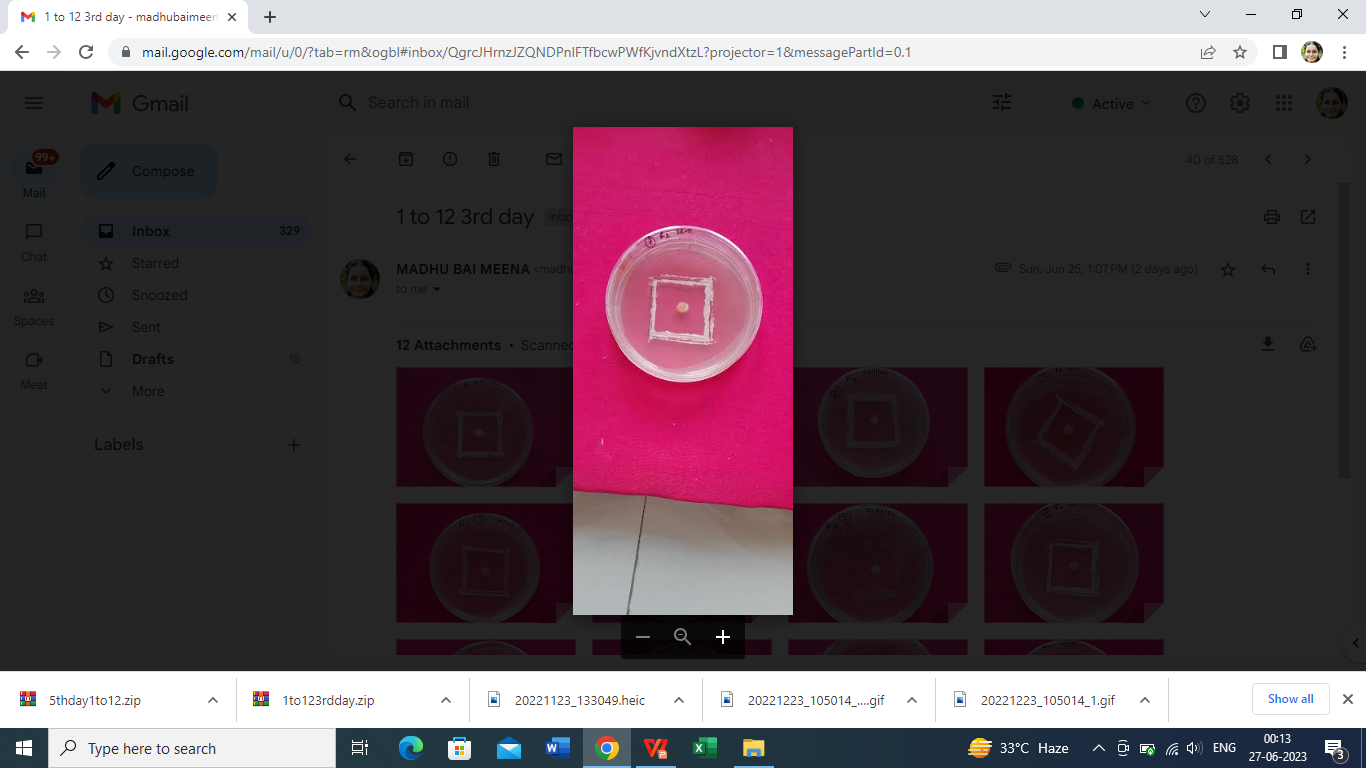 1 to 12 3rd day - madhubaimeen
mail.google.com/mail/u/0/?tab=rm&ogbl#inbox/QgrcJHrnzJZQNDPnlFTfbcwPWfKjvndXtzL?projector=1&messagePartId=0.1
Gmail
Search in mail
Active
99+
Mail
Compose
40 of 528
Inbox 329
1 to 12 3rd day
Inbo
Chat
Starred
MADHU BAI MEENA <madh
Sun, Jun 25, 1:07 PM (2 days ago)
Snoozed
to me
Spaces
Sent
12 Attachments • Scanne
Drafts 15
Meet
More
Labels
5thday1to12.zip
1to123rdday.zip
20221123_133049.heic
20221223_105014_....gif
20221223_105014_1.gif
Show all
Type here to search
33°C Haze
ENG
00:13
27-06-2023
3